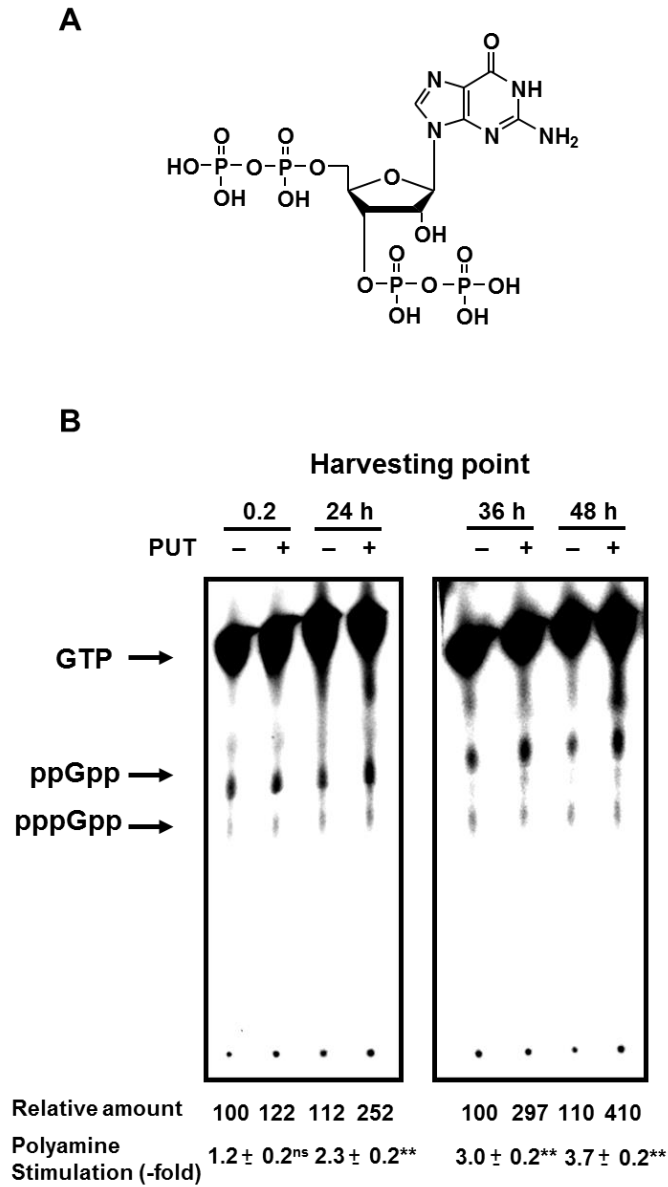 A
O
N
NH
N
N
NH₂
O
O
HO-P-O-P-O
OH
OH
O
OH
O
O
O-P-O-P-OH
OH
OH
B
Harvesting point
0.2
24 h
36 h
48 h
PUT
– + – +
– + – +
GTP
ppGpp
pppGpp
Relative amount 100 122 112 252 100 297 110 410
Polyamine
Stimulation (-fold) 1.2 ± 0.2ⁿˢ 2.3 ± 0.2** 3.0 ± 0.2** 3.7 ± 0.2**